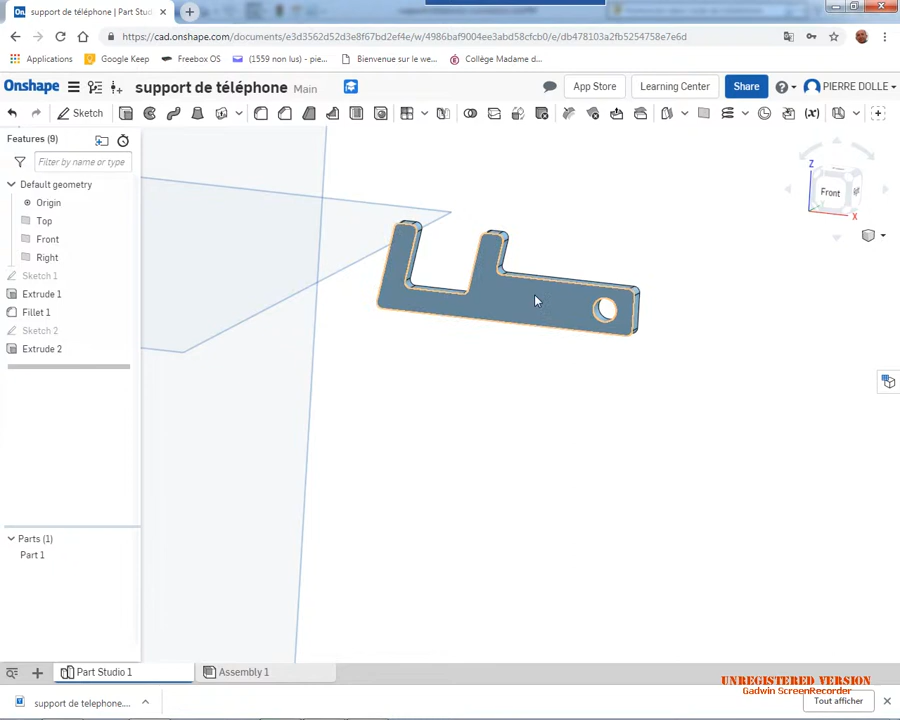 support de téléphone | Part Stud
https://cad.onshape.com/documents/e3d3562d52d3e8f67bd2ef4e/w/4986baf9004ee3abd58cfcb0/e/db478103a2fb5254758e7e6d
Applications
Google Keep
Freebox OS
(1559 non lus) - pie...
Bienvenue sur le we...
Collège Madame d...
Onshape
support de téléphone Main
App Store
Learning Center
Share
PIERRE DOLLE
Sketch
Features (9)
Filter by name or type
Default geometry
Origin
Top
Front
Right
Sketch 1
Extrude 1
Fillet 1
Sketch 2
Extrude 2
Z
Front
X
Parts (1)
Part 1
Part Studio 1
Assembly 1
UNREGISTERED VERSION
Gadwin ScreenRecorder
support de telephone....
Tout afficher